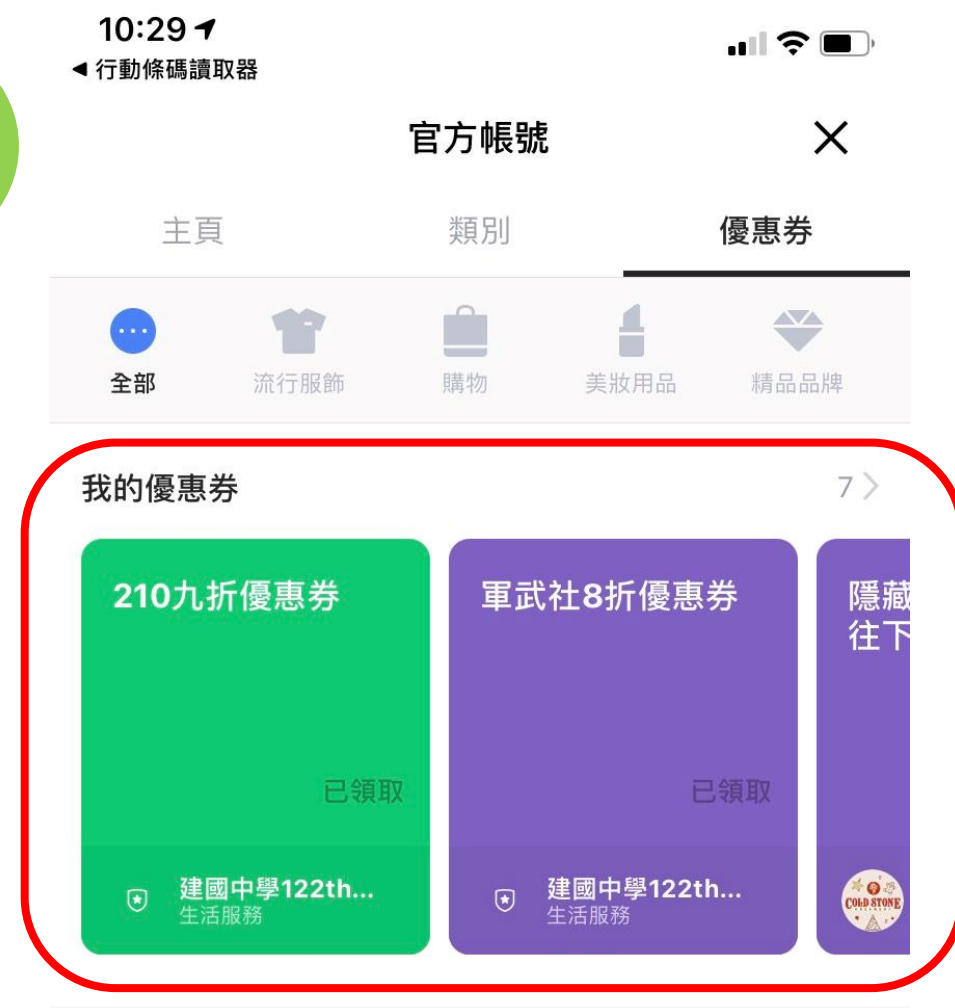 10:29
◀ 行動條碼讀取器
官方帳號
主頁 類別 優惠券
全部 流行服飾 購物 美妝用品 精品品牌
我的優惠券 7
210九折優惠券
已領取
建國中學122th...
生活服務
軍武社8折優惠券
已領取
建國中學122th...
生活服務
隱藏
往下
COLD STONE